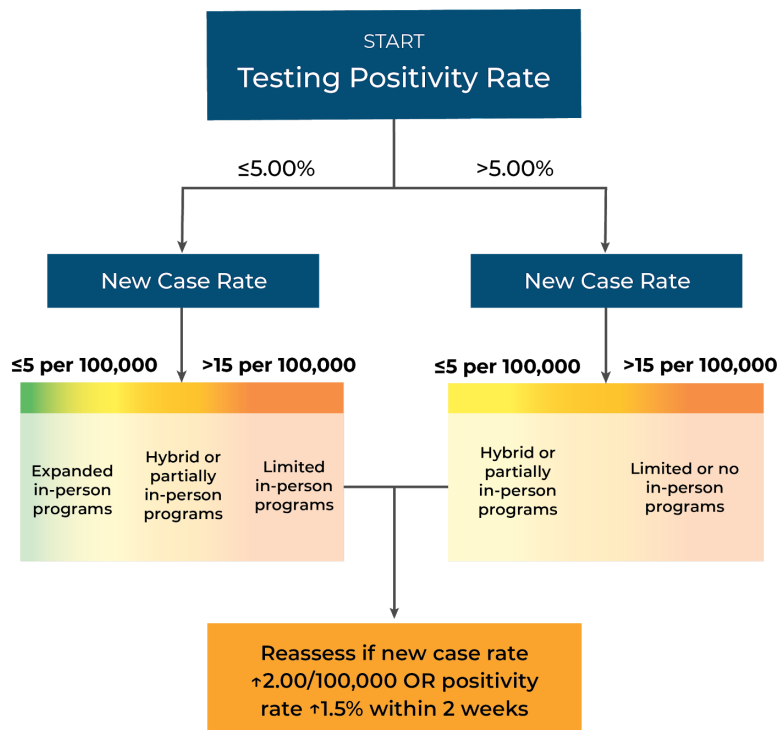 START
Testing Positivity Rate
≤5.00%
>5.00%
New Case Rate
New Case Rate
≤5 per 100,000
>15 per 100,000
≤5 per 100,000
>15 per 100,000
Expanded
in-person
programs
Hybrid or
partially
in-person
programs
Limited
in-person
programs
Hybrid or
partially
in-person
programs
Limited or no
in-person
programs
Reassess if new case rate
↑2.00/100,000 OR positivity
rate ↑1.5% within 2 weeks